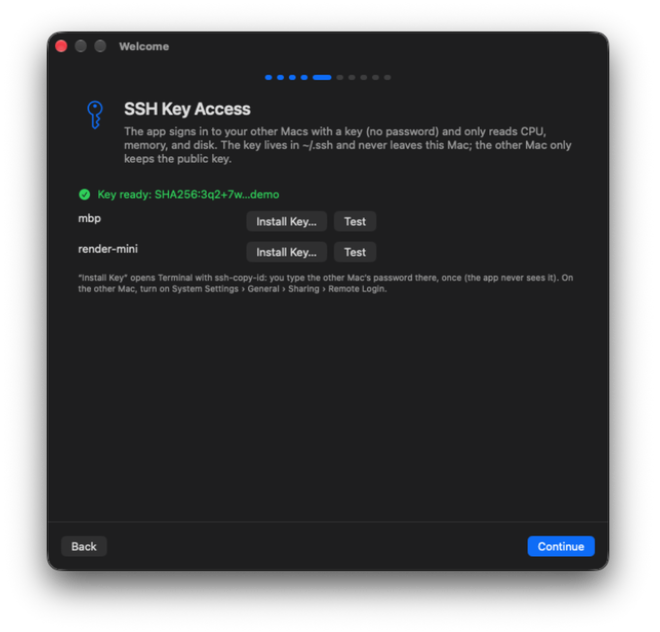 Welcome
SSH Key Access
The app signs in to your other Macs with a key (no password) and only reads CPU,
memory, and disk. The key lives in ~/.ssh and never leaves this Mac; the other Mac only
keeps the public key.
Key ready: SHA256:3q2+7w...demo
mbp Install Key... Test
render-mini Install Key... Test
"Install Key" opens Terminal with ssh-copy-id: you type the other Mac's password there, once (the app never sees it). On
the other Mac, turn on System Settings › General › Sharing › Remote Login.
Back Continue